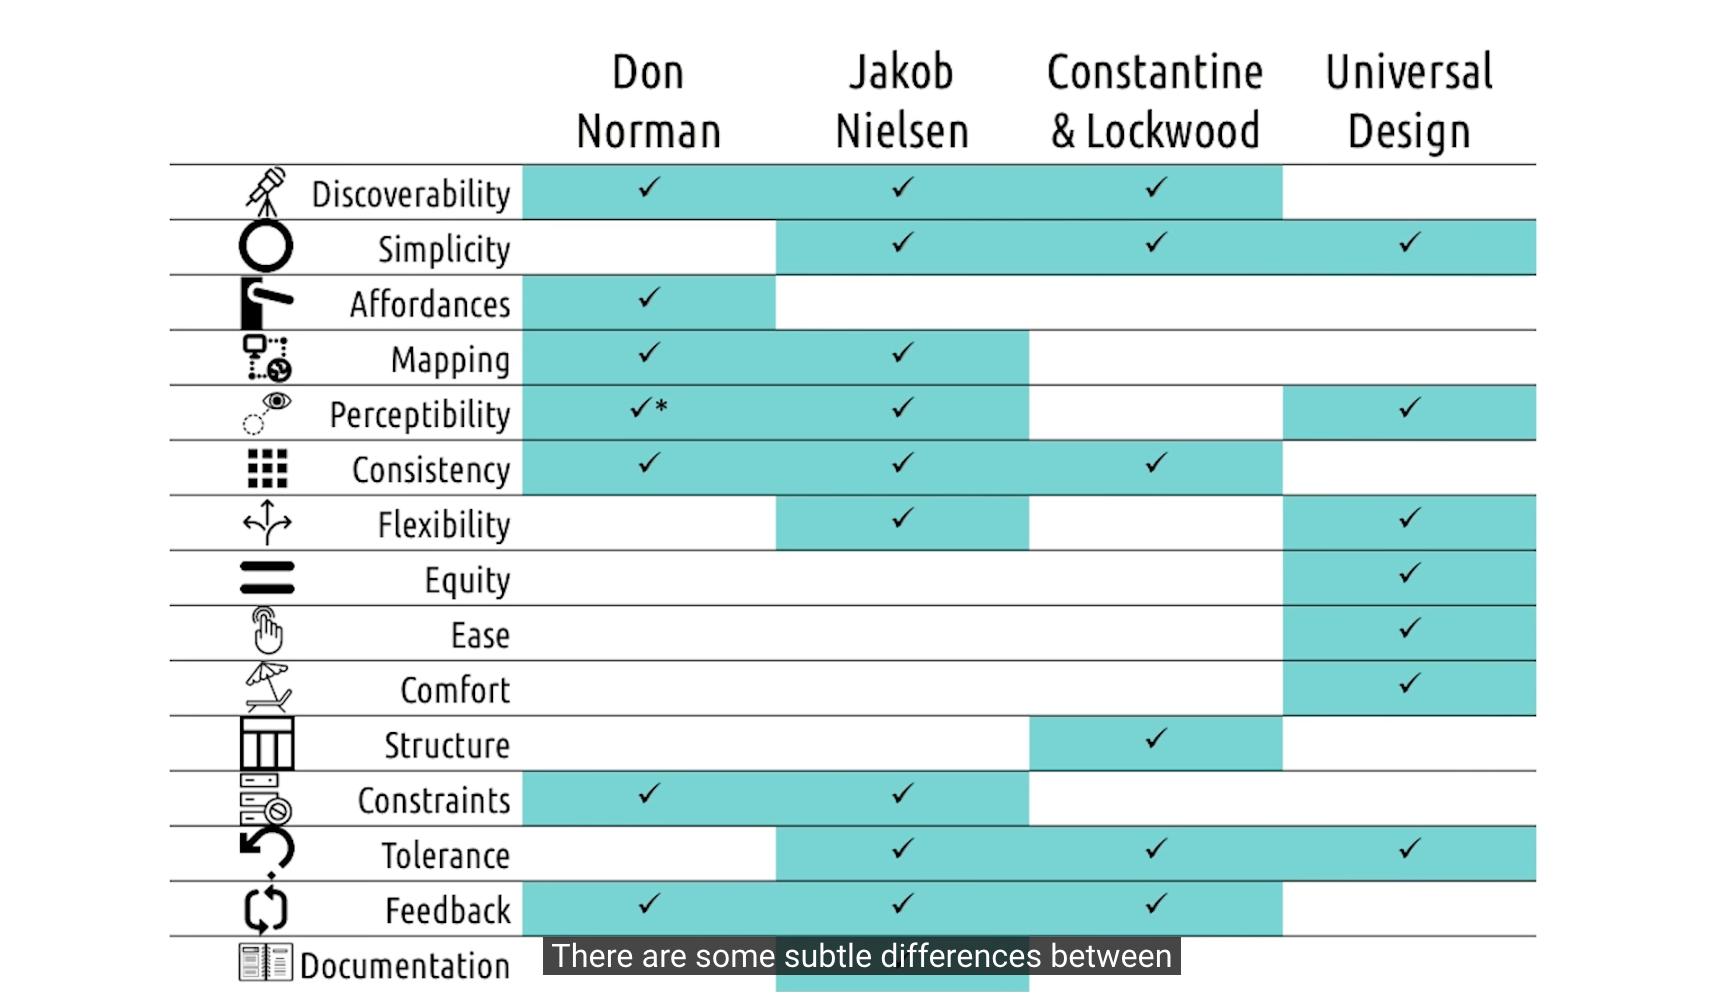 Don Norman
Jakob Nielsen
Constantine & Lockwood
Universal Design
Discoverability ✓ ✓ ✓
Simplicity ✓ ✓ ✓
Affordances ✓
Mapping ✓ ✓
Perceptibility ✓* ✓ ✓
Consistency ✓ ✓ ✓
Flexibility ✓ ✓
Equity ✓
Ease ✓
Comfort ✓
Structure ✓
Constraints ✓ ✓
Tolerance ✓ ✓ ✓
Feedback ✓ ✓ ✓
Documentation
There are some subtle differences between